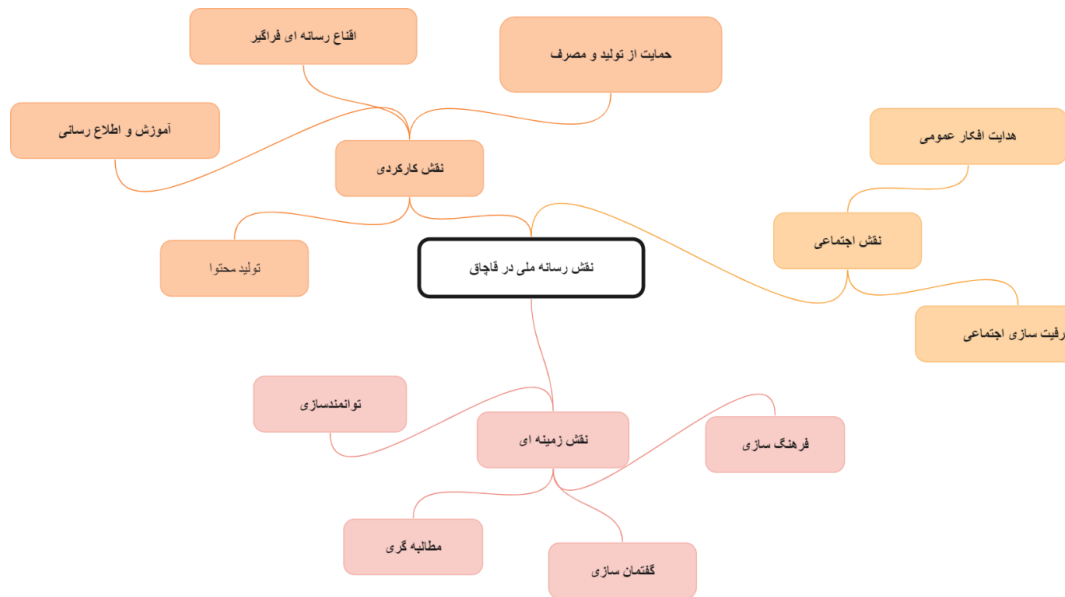 اقناع رسانه ای فراگیر
حمایت از تولید و مصرف
آموزش و اطلاع رسانی
هدایت افکار عمومی
نقش کارکردی
نقش اجتماعی
تولید محتوا
نقش رسانه ملی در قاچاق
سازی اجتماعی
توانمندسازی
نقش زمینه ای
فرهنگ سازی
مطالبه گری
گفتمان سازی